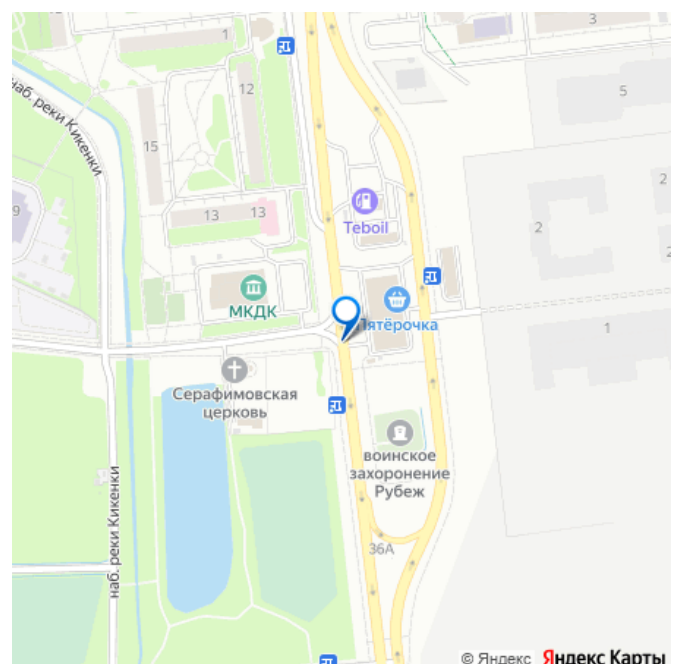 1
3
12
5
наб. реки Кикенки
15
9
13
13
Teboil
2
2
МКДК
Пятёрочка
1
Серафимовская
церковь
воинское
захоронение
Рубеж
наб. реки Кикенки
36А
© Яндекс Яндекс Карты